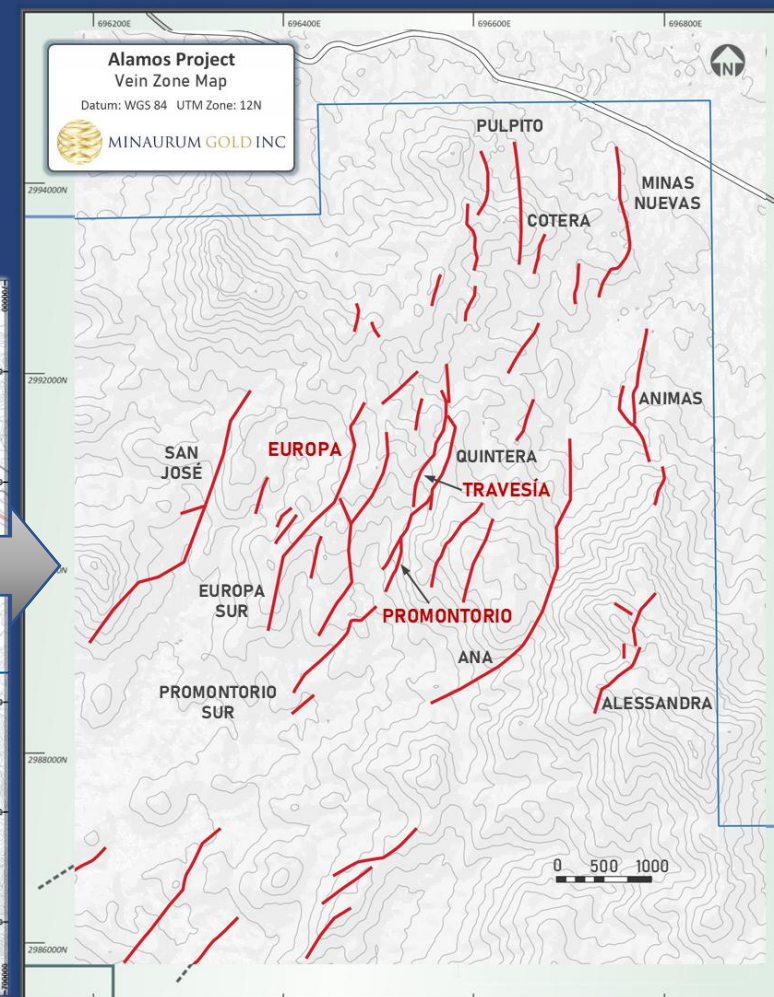 696200E
696400E
696600E
696800E
Alamos Project
Vein Zone Map
Datum: WGS 84 UTM Zone: 12N
MINAURUM GOLD INC
N
PULPITO
2994000N
MINAS
NUEVAS
COTERA
2992000N
ANIMAS
SAN
JOSÉ
EUROPA
QUINTERA
TRAVESÍA
EUROPA
SUR
PROMONTORIO
ANA
PROMONTORIO
SUR
ALESSANDRA
2988000N
0 500 1000
2986000N